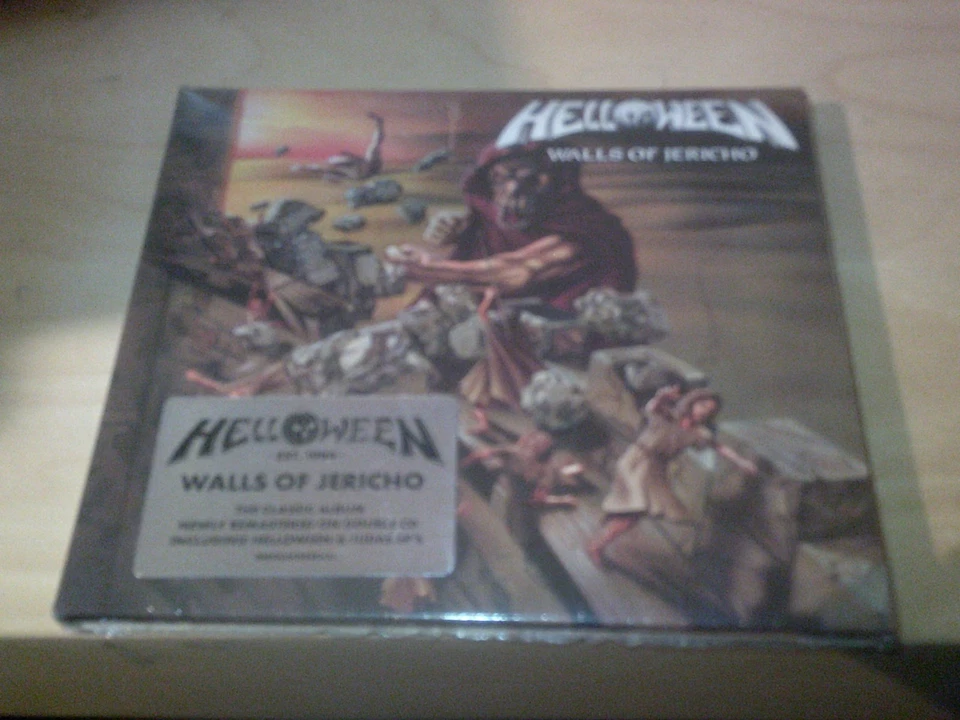 HELLOWEEN
WALLS OF JERICHO
HELLOWEEN
EST. 1984
WALLS OF JERICHO
THE CLASSIC ALBUM
NEWLY REMASTERED ON DOUBLE CD
INCLUDING HELLOWEEN & JUDAS EP'S